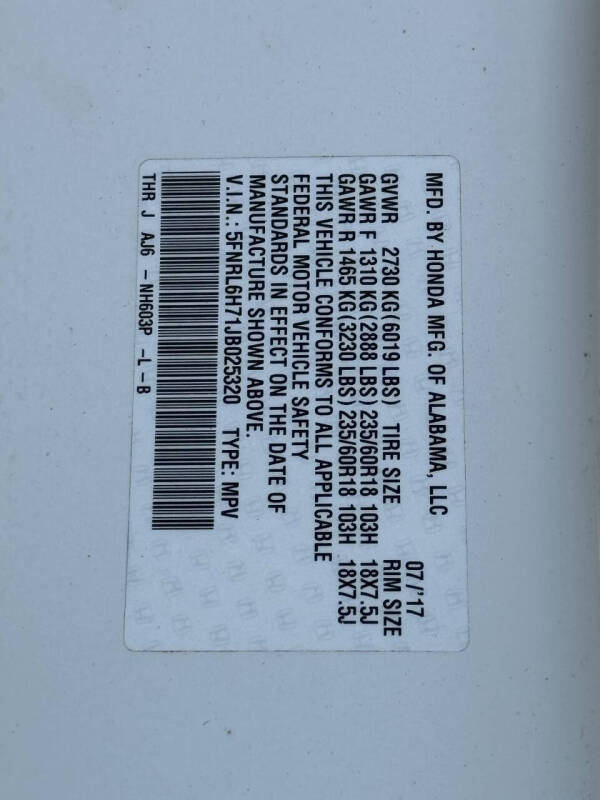 MFD. BY HONDA MFG. OF ALABAMA, LLC 07/'17
GVWR 2730 KG(6019 LBS) TIRE SIZE RIM SIZE
GAWR F 1310 KG(2888 LBS) 235/60R18 103H 18X7.5J
GAWR R 1465 KG(3230 LBS) 235/60R18 103H 18X7.5J
THIS VEHICLE CONFORMS TO ALL APPLICABLE
FEDERAL MOTOR VEHICLE SAFETY
STANDARDS IN EFFECT ON THE DATE OF
MANUFACTURE SHOWN ABOVE.
V.I.N.: 5FNRL6H71JB025320 TYPE: MPV
THR J AJ6 - NH603P -L-B